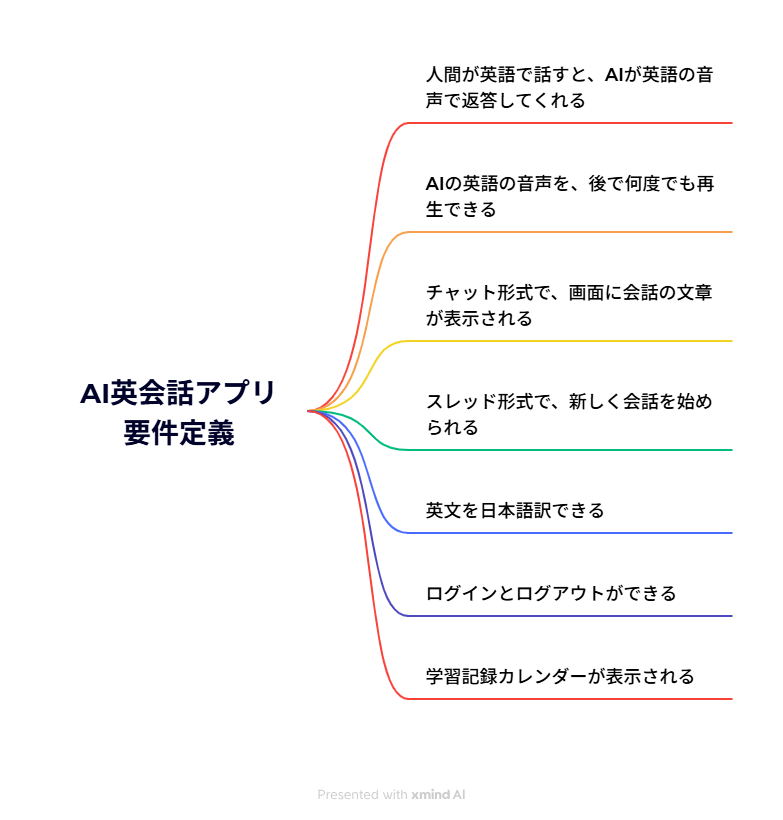 AI英会話アプリ
要件定義
人間が英語で話すと、AIが英語の音
声で返答してくれる
AIの英語の音声を、後で何度でも再
生できる
チャット形式で、画面に会話の文章
が表示される
スレッド形式で、新しく会話を始め
られる
英文を日本語訳できる
ログインとログアウトができる
学習記録カレンダーが表示される
Presented with xmind AI